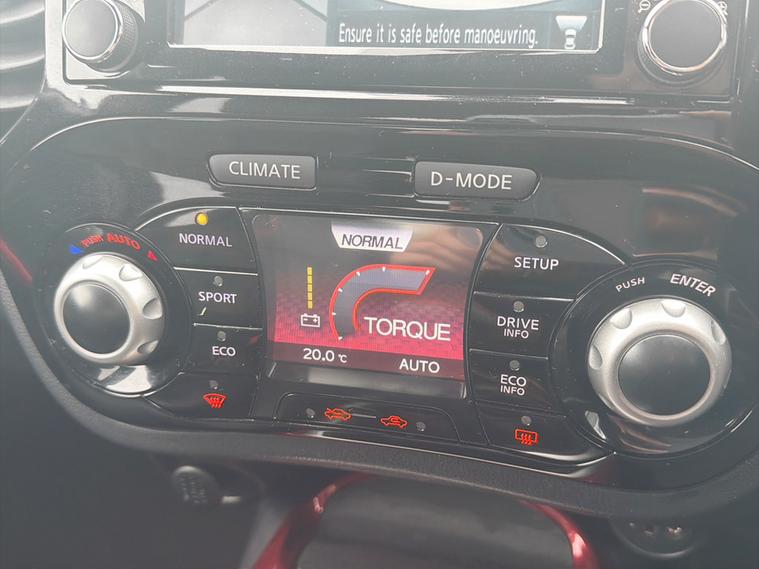 Ensure it is safe before manoeuvring.
CLIMATE
D-MODE
PUSH AUTO
NORMAL
SPORT
ECO
NORMAL
TORQUE
20.0 °C
AUTO
SETUP
DRIVE
INFO
ECO
INFO
PUSH ENTER